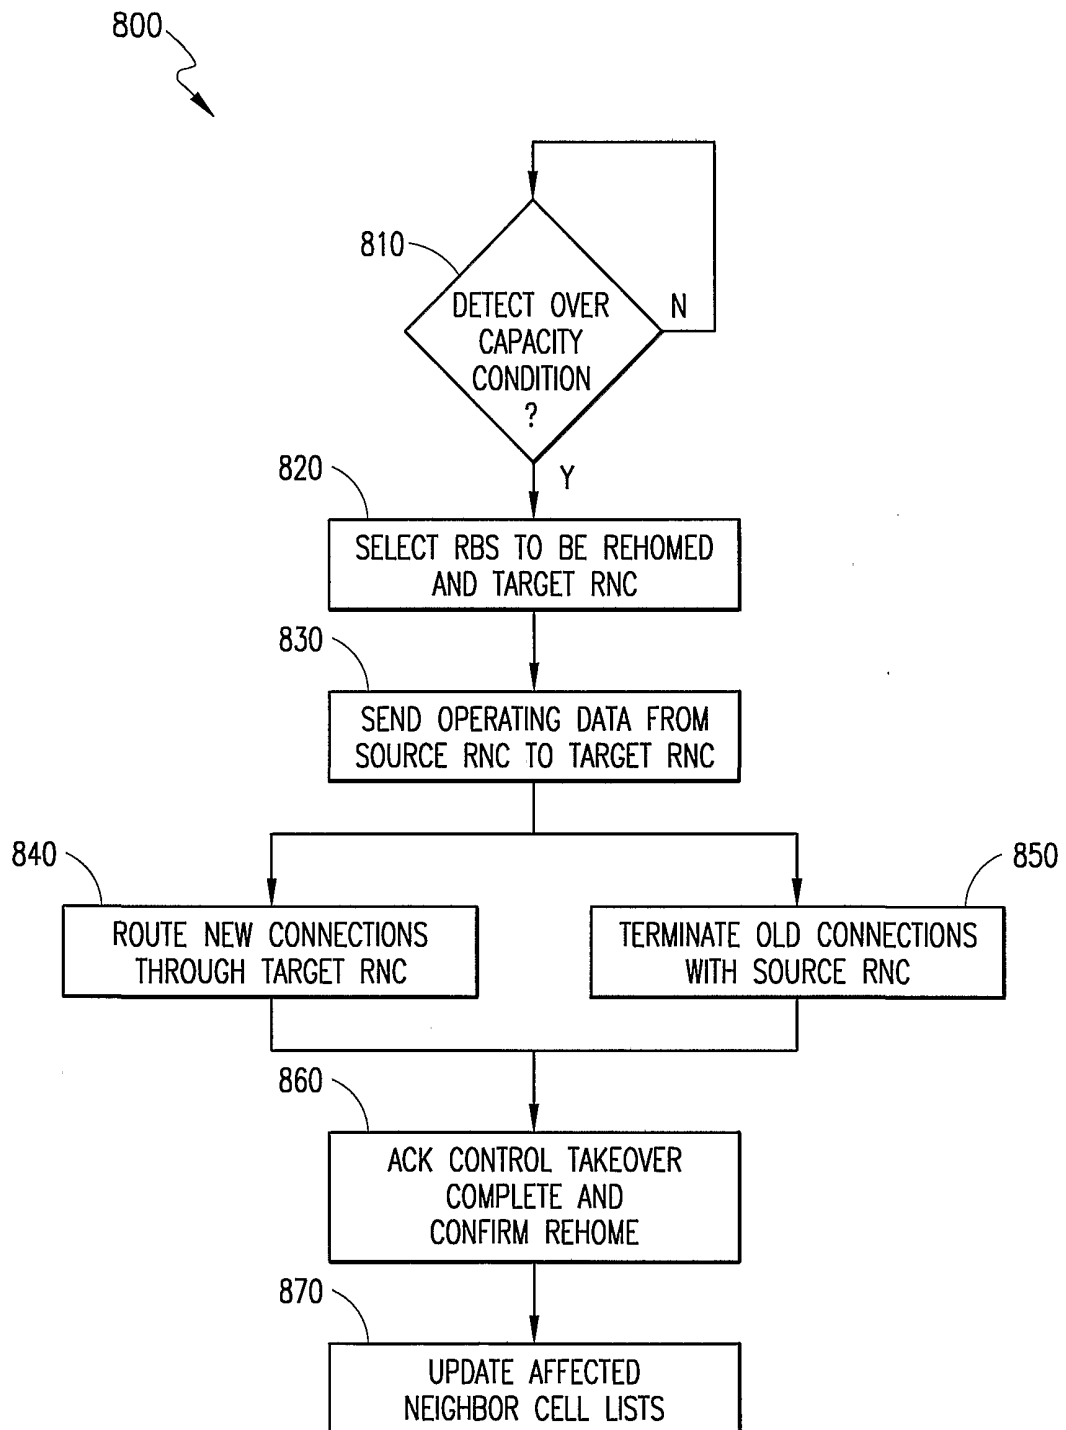 800
810
DETECT OVER
CAPACITY
CONDITION
?
N
Y
820
SELECT RBS TO BE REHOMED
AND TARGET RNC
830
SEND OPERATING DATA FROM
SOURCE RNC TO TARGET RNC
840
ROUTE NEW CONNECTIONS
THROUGH TARGET RNC
850
TERMINATE OLD CONNECTIONS
WITH SOURCE RNC
860
ACK CONTROL TAKEOVER
COMPLETE AND
CONFIRM REHOME
870
UPDATE AFFECTED
NEIGHBOR CELL LISTS